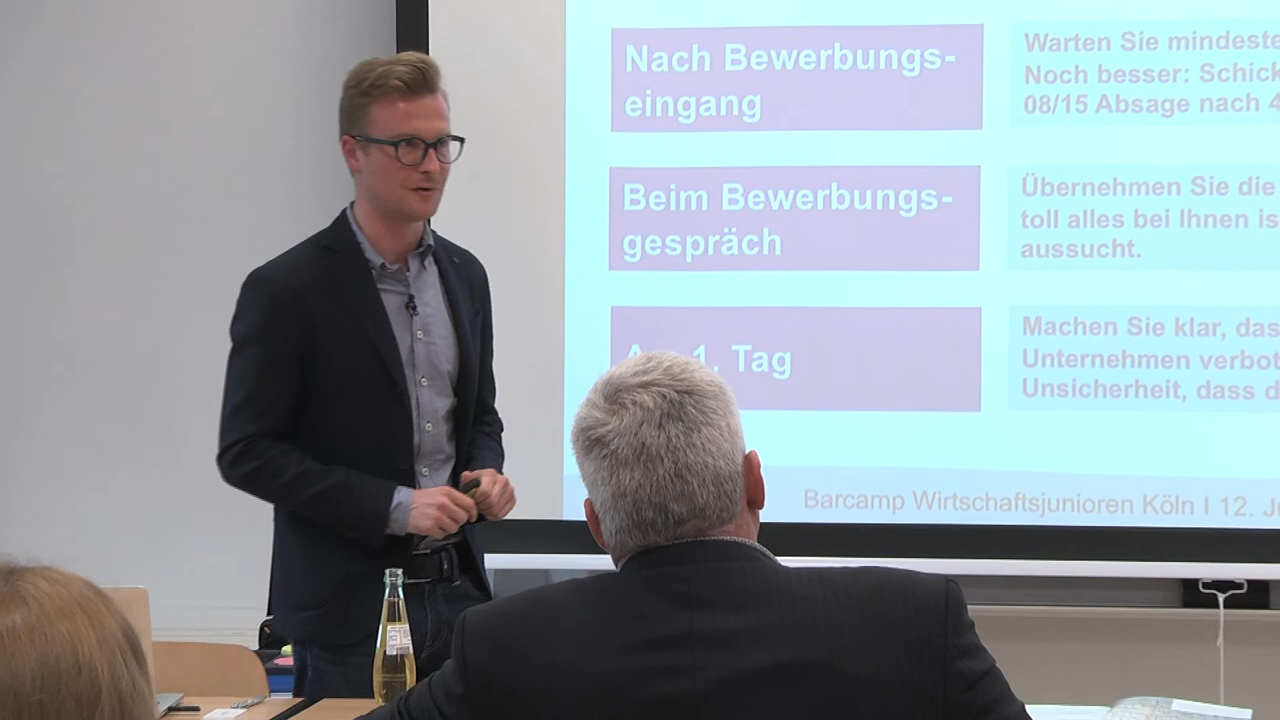 Nach Bewerbungs-
eingang
Warten Sie mindeste
Noch besser: Schick
08/15 Absage nach 4
Beim Bewerbungs-
gespräch
Übernehmen Sie die
toll alles bei Ihnen is
aussucht.
1. Tag
Machen Sie klar, das
Unternehmen verbot
Unsicherheit, dass d
Barcamp Wirtschaftsjunioren Köln I 12. J